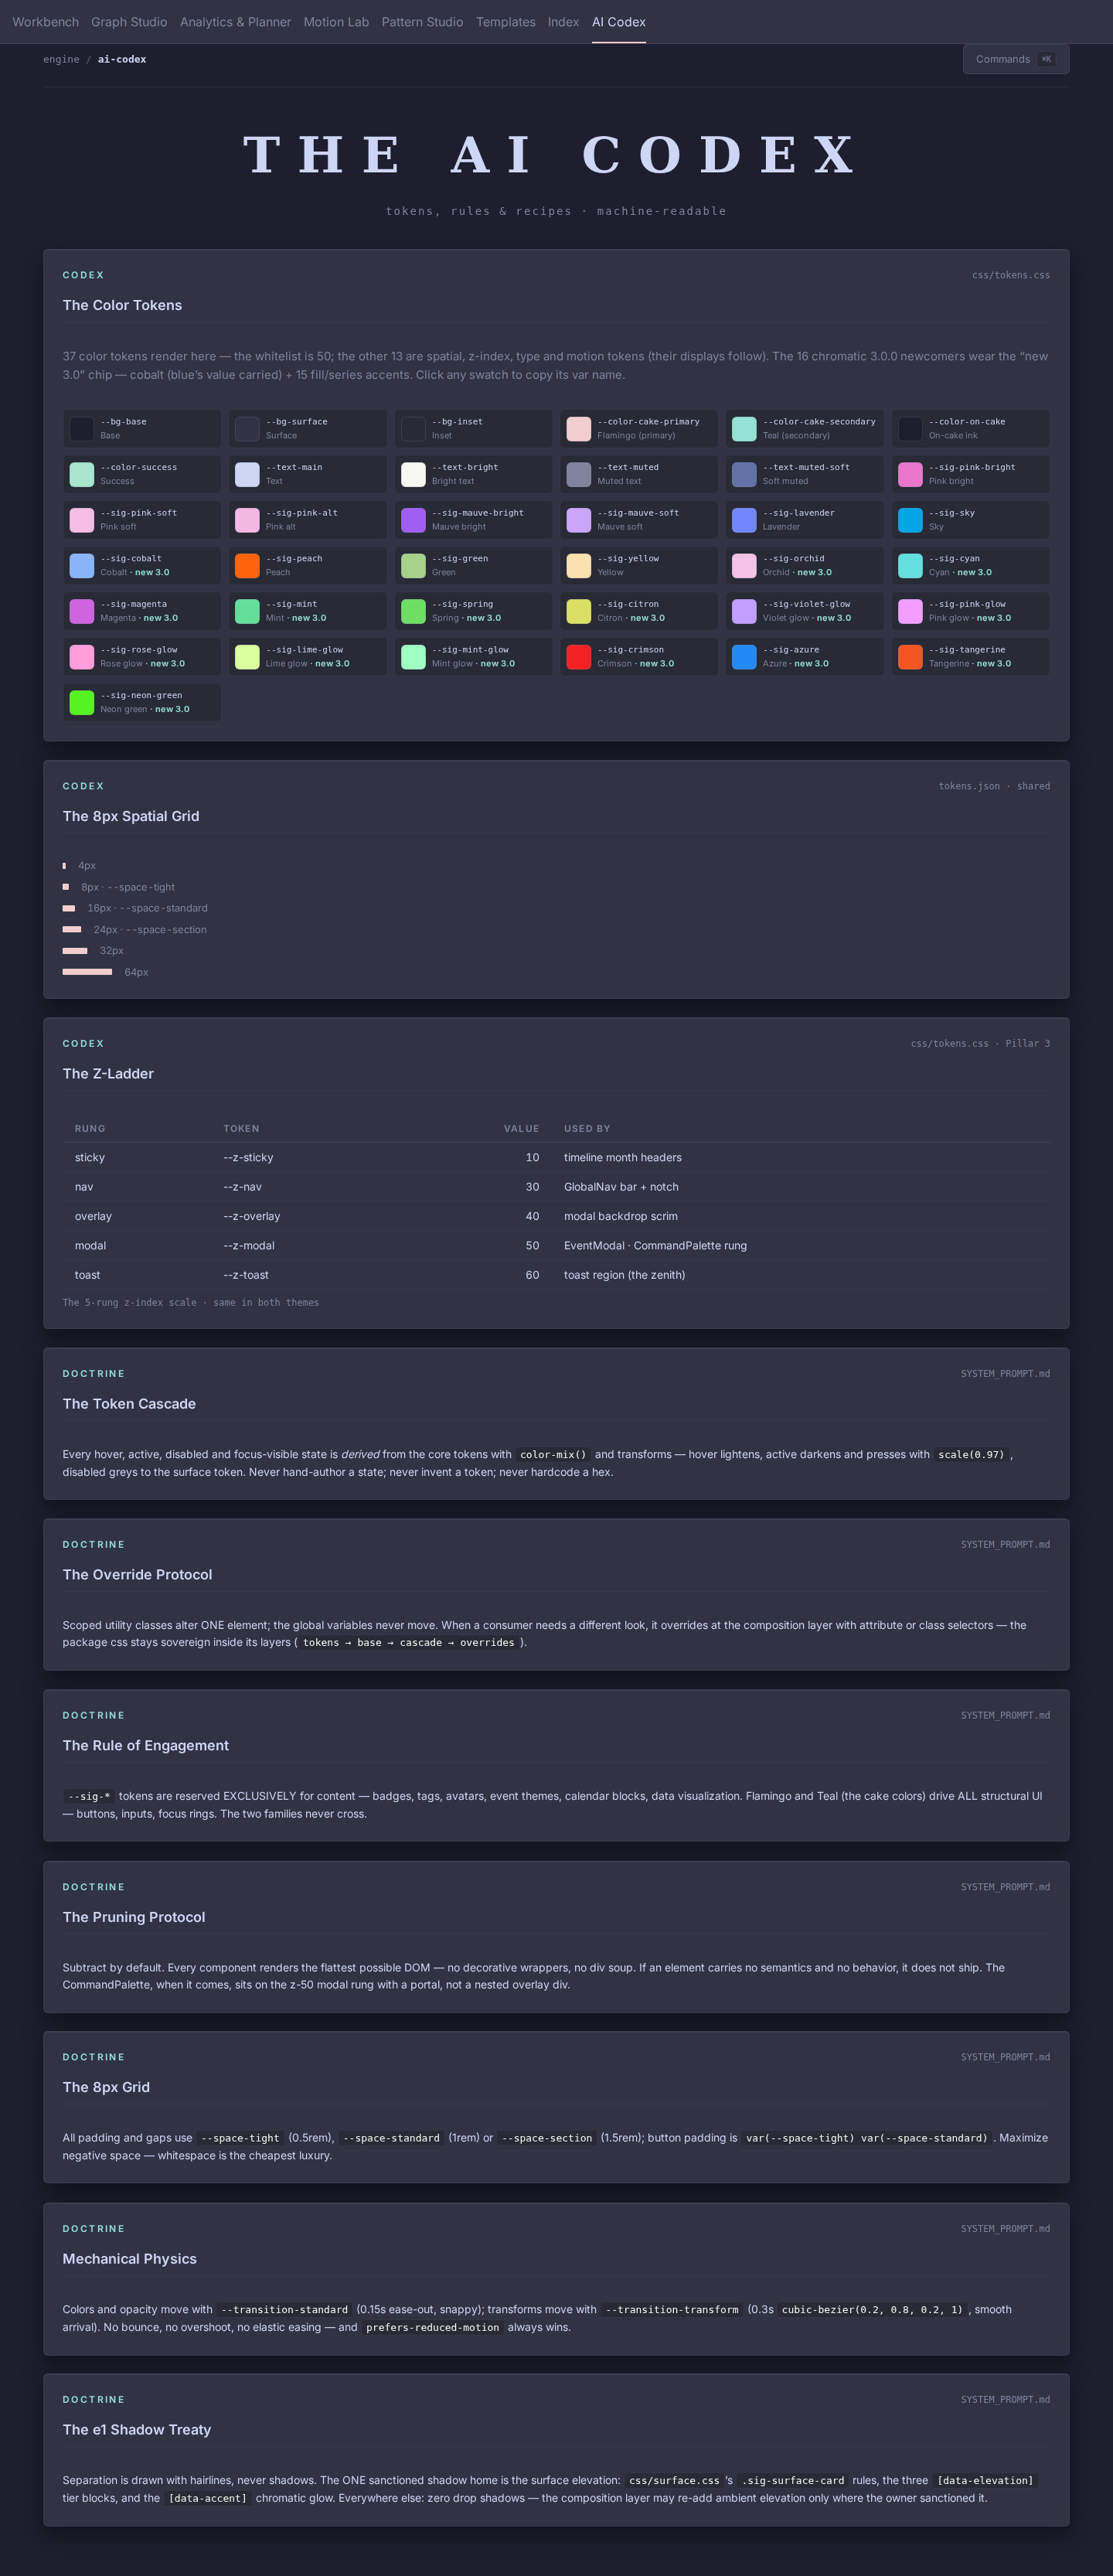 Workbench Graph Studio Analytics & Planner Motion Lab Pattern Studio Templates Index AI Codex
engine / ai-codex
Commands ⌘K
THE AI CODEX
tokens, rules & recipes · machine-readable
CODEX
css/tokens.css
The Color Tokens
37 color tokens render here — the whitelist is 50; the other 13 are spatial, z-index, type and motion tokens (their displays follow). The 16 chromatic 3.0.0 newcomers wear the “new
3.0” chip — cobalt (blue’s value carried) + 15 fill/series accents. Click any swatch to copy its var name.
--bg-base
Base
--bg-surface
Surface
--bg-inset
Inset
--color-cake-primary
Flamingo (primary)
--color-cake-secondary
Teal (secondary)
--color-on-cake
On-cake ink
--color-success
Success
--text-main
Text
--text-bright
Bright text
--text-muted
Muted text
--text-muted-soft
Soft muted
--sig-pink-bright
Pink bright
--sig-pink-soft
Pink soft
--sig-pink-alt
Pink alt
--sig-mauve-bright
Mauve bright
--sig-mauve-soft
Mauve soft
--sig-lavender
Lavender
--sig-sky
Sky
--sig-cobalt
Cobalt · new 3.0
--sig-peach
Peach
--sig-green
Green
--sig-yellow
Yellow
--sig-orchid
Orchid · new 3.0
--sig-cyan
Cyan · new 3.0
--sig-magenta
Magenta · new 3.0
--sig-mint
Mint · new 3.0
--sig-spring
Spring · new 3.0
--sig-citron
Citron · new 3.0
--sig-violet-glow
Violet glow · new 3.0
--sig-pink-glow
Pink glow · new 3.0
--sig-rose-glow
Rose glow · new 3.0
--sig-lime-glow
Lime glow · new 3.0
--sig-mint-glow
Mint glow · new 3.0
--sig-crimson
Crimson · new 3.0
--sig-azure
Azure · new 3.0
--sig-tangerine
Tangerine · new 3.0
--sig-neon-green
Neon green · new 3.0
CODEX
tokens.json · shared
The 8px Spatial Grid
4px
8px · --space-tight
16px · --space-standard
24px · --space-section
32px
64px
CODEX
css/tokens.css · Pillar 3
The Z-Ladder
RUNG TOKEN VALUE USED BY
sticky --z-sticky 10 timeline month headers
nav --z-nav 30 GlobalNav bar + notch
overlay --z-overlay 40 modal backdrop scrim
modal --z-modal 50 EventModal · CommandPalette rung
toast --z-toast 60 toast region (the zenith)
The 5-rung z-index scale · same in both themes
DOCTRINE
SYSTEM_PROMPT.md
The Token Cascade
Every hover, active, disabled and focus-visible state is derived from the core tokens with color-mix() and transforms — hover lightens, active darkens and presses with scale(0.97) ,
disabled greys to the surface token. Never hand-author a state; never invent a token; never hardcode a hex.
DOCTRINE
SYSTEM_PROMPT.md
The Override Protocol
Scoped utility classes alter ONE element; the global variables never move. When a consumer needs a different look, it overrides at the composition layer with attribute or class selectors — the
package css stays sovereign inside its layers ( tokens → base → cascade → overrides ).
DOCTRINE
SYSTEM_PROMPT.md
The Rule of Engagement
--sig-* tokens are reserved EXCLUSIVELY for content — badges, tags, avatars, event themes, calendar blocks, data visualization. Flamingo and Teal (the cake colors) drive ALL structural UI
— buttons, inputs, focus rings. The two families never cross.
DOCTRINE
SYSTEM_PROMPT.md
The Pruning Protocol
Subtract by default. Every component renders the flattest possible DOM — no decorative wrappers, no div soup. If an element carries no semantics and no behavior, it does not ship. The
CommandPalette, when it comes, sits on the z-50 modal rung with a portal, not a nested overlay div.
DOCTRINE
SYSTEM_PROMPT.md
The 8px Grid
All padding and gaps use --space-tight (0.5rem), --space-standard (1rem) or --space-section (1.5rem); button padding is var(--space-tight) var(--space-standard) . Maximize
negative space — whitespace is the cheapest luxury.
DOCTRINE
SYSTEM_PROMPT.md
Mechanical Physics
Colors and opacity move with --transition-standard (0.15s ease-out, snappy); transforms move with --transition-transform (0.3s cubic-bezier(0.2, 0.8, 0.2, 1) , smooth
arrival). No bounce, no overshoot, no elastic easing — and prefers-reduced-motion always wins.
DOCTRINE
SYSTEM_PROMPT.md
The e1 Shadow Treaty
Separation is drawn with hairlines, never shadows. The ONE sanctioned shadow home is the surface elevation: css/surface.css ’s .sig-surface-card rules, the three [data-elevation]
tier blocks, and the [data-accent] chromatic glow. Everywhere else: zero drop shadows — the composition layer may re-add ambient elevation only where the owner sanctioned it.